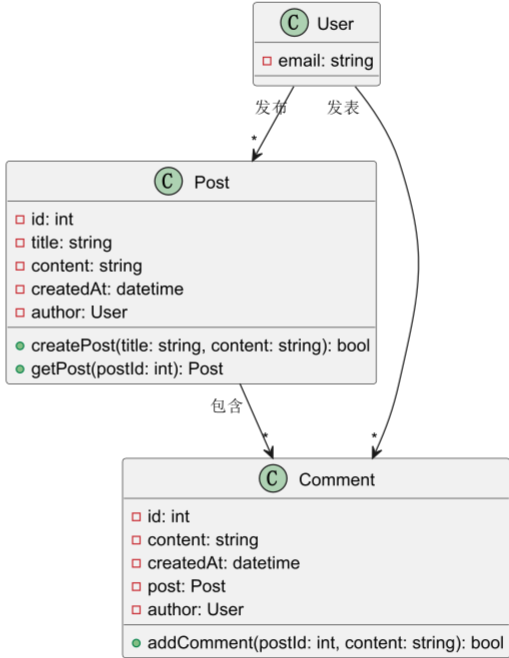 C User
email: string
发布
发表
*
C Post
id: int
title: string
content: string
createdAt: datetime
author: User
createPost(title: string, content: string): bool
getPost(postId: int): Post
包含
*
*
C Comment
id: int
content: string
createdAt: datetime
post: Post
author: User
addComment(postId: int, content: string): bool